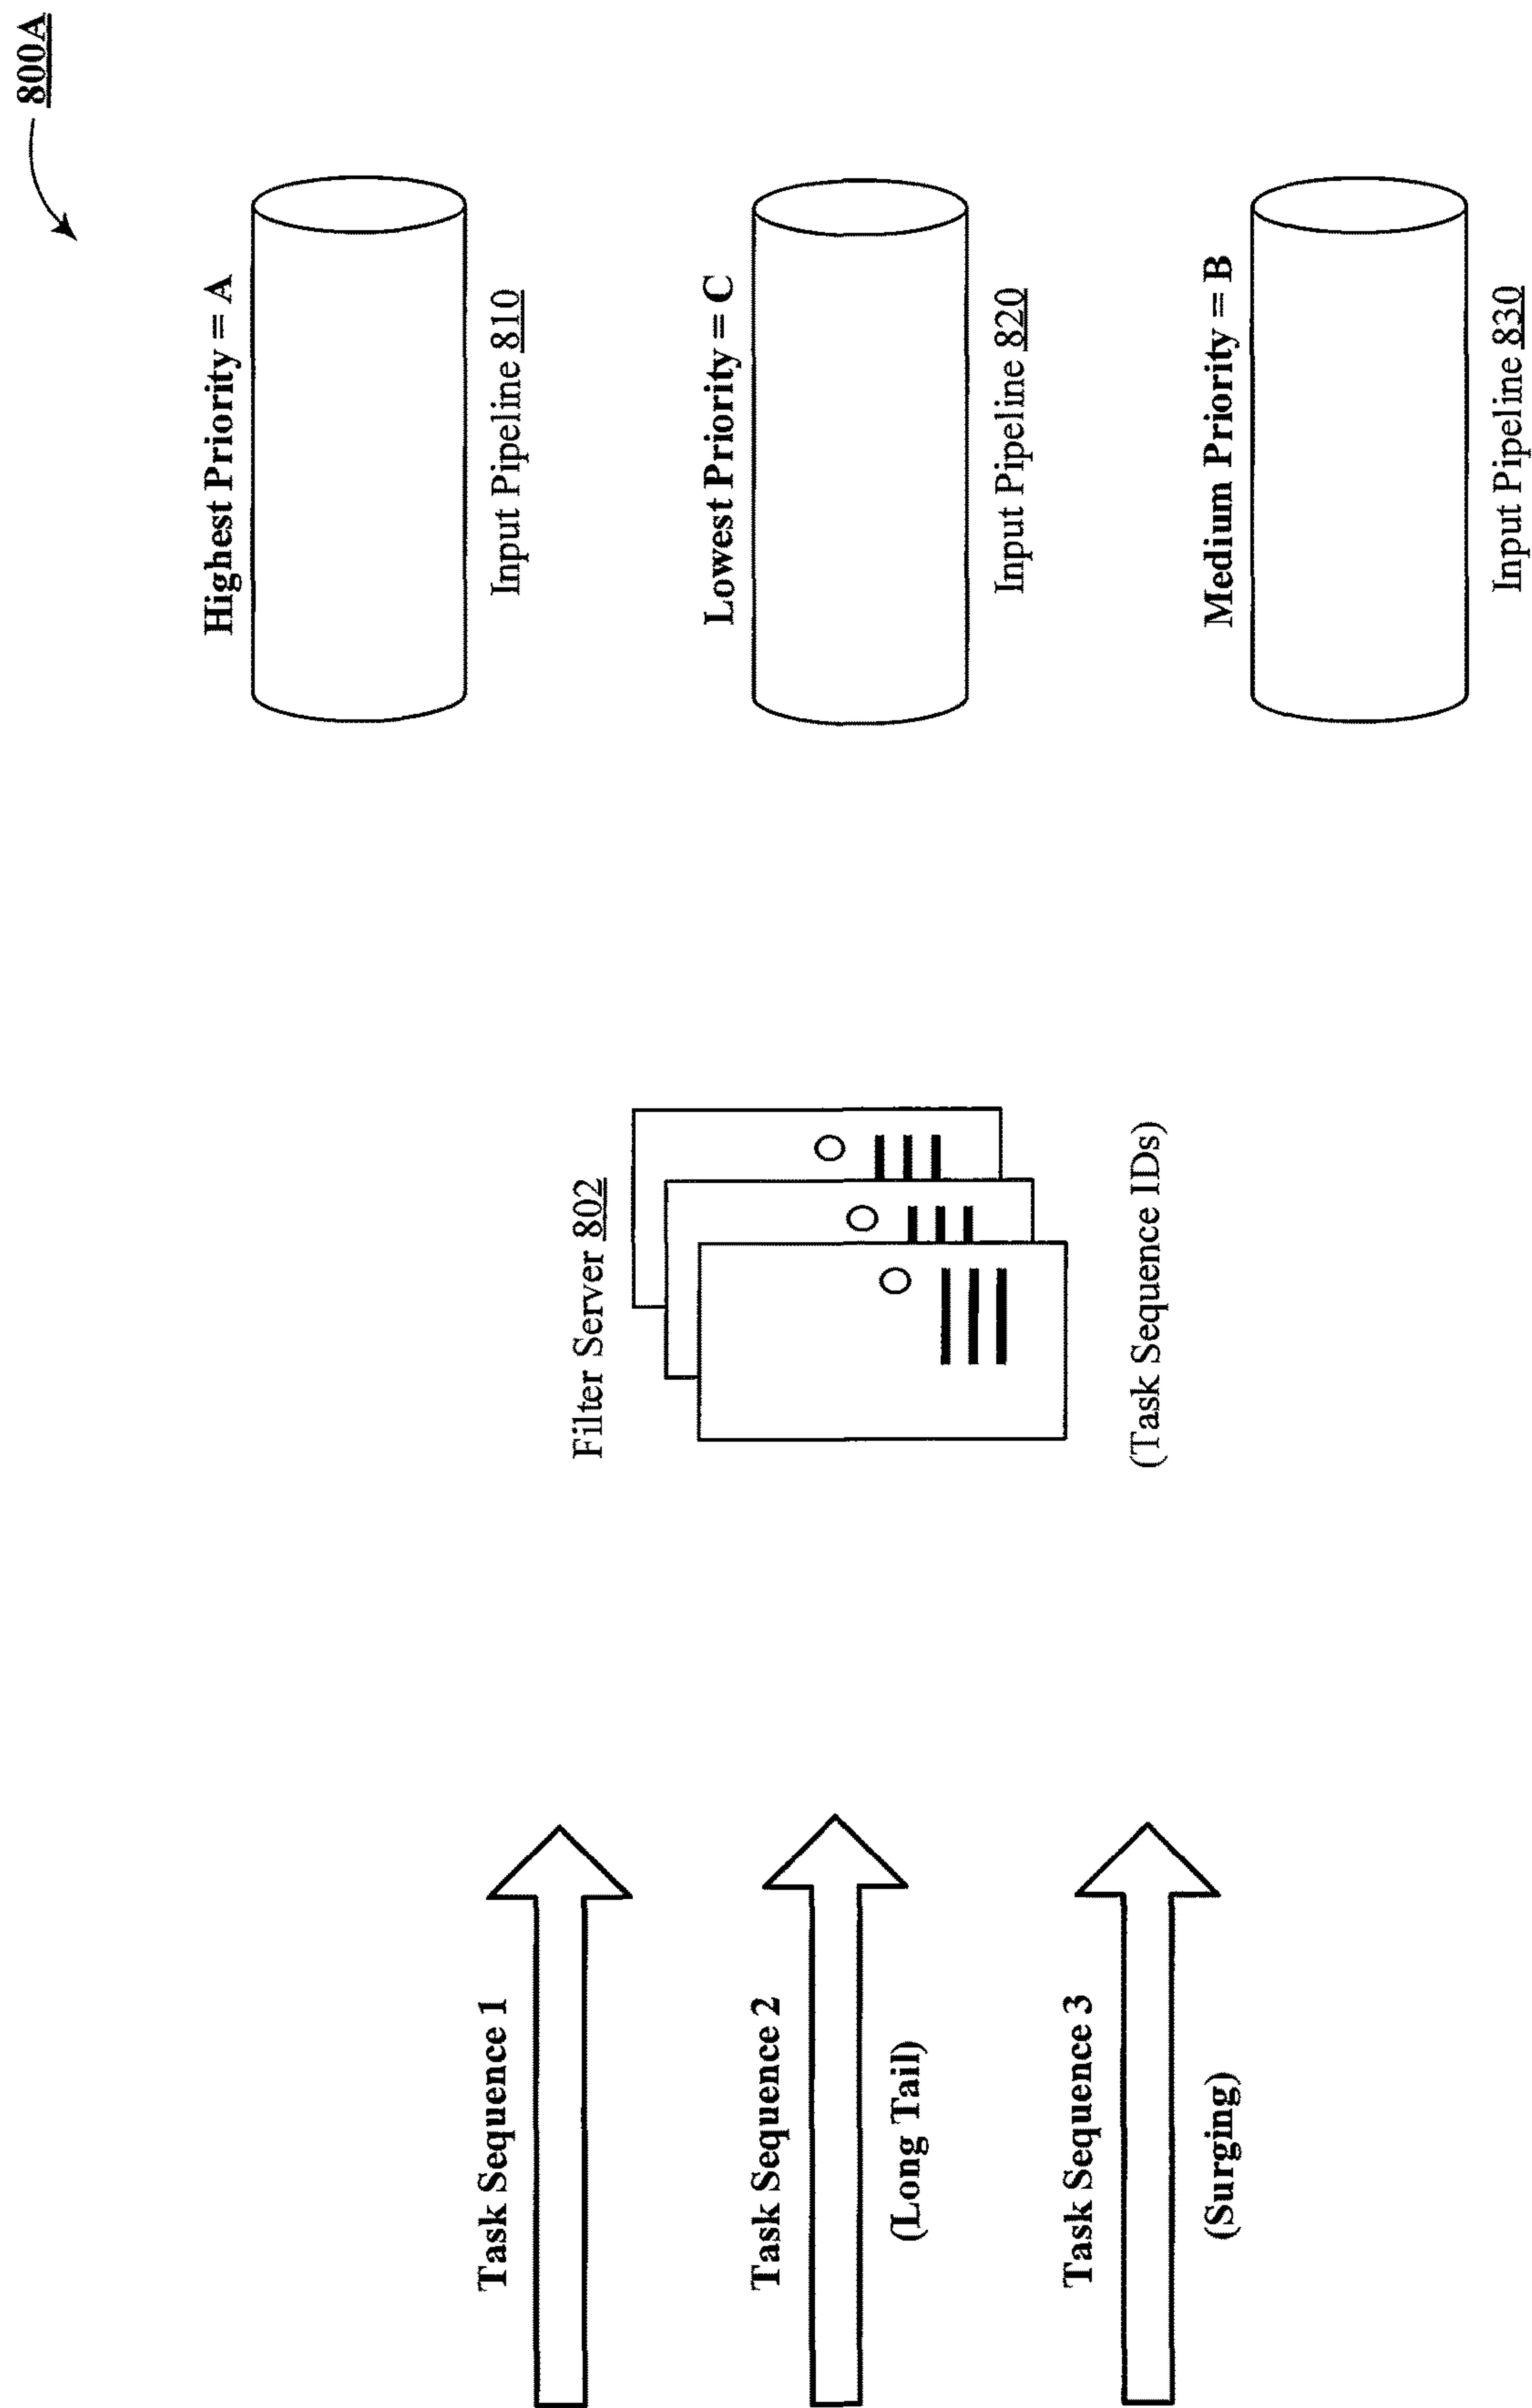 800A
Task Sequence 1
Task Sequence 2
(Long Tail)
Task Sequence 3
(Surging)
Filter Server 802
(Task Sequence IDs)
Highest Priority = A
Input Pipeline 810
Lowest Priority = C
Input Pipeline 820
Medium Priority = B
Input Pipeline 830